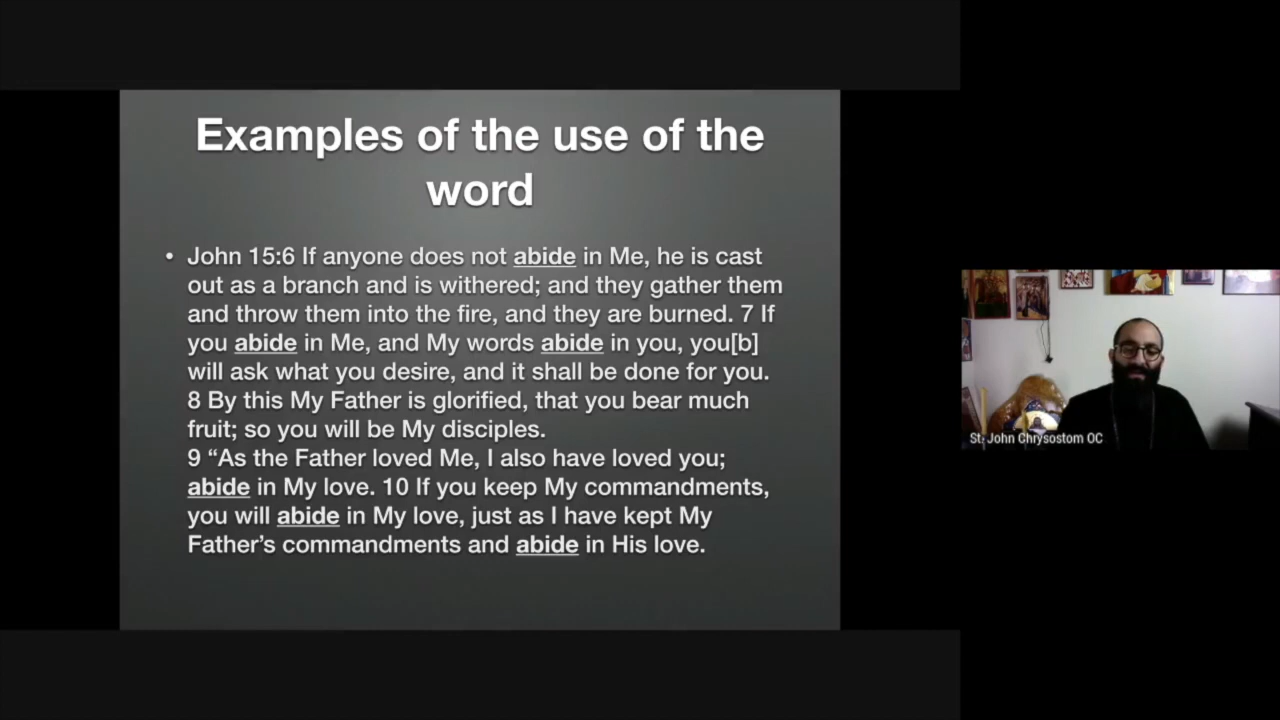 Examples of the use of the
word
• John 15:6 If anyone does not abide in Me, he is cast
out as a branch and is withered; and they gather them
and throw them into the fire, and they are burned. 7 If
you abide in Me, and My words abide in you, you[b]
will ask what you desire, and it shall be done for you.
8 By this My Father is glorified, that you bear much
fruit; so you will be My disciples.
9 “As the Father loved Me, I also have loved you;
abide in My love. 10 If you keep My commandments,
you will abide in My love, just as I have kept My
Father’s commandments and abide in His love.
St. John Chrysostom OC